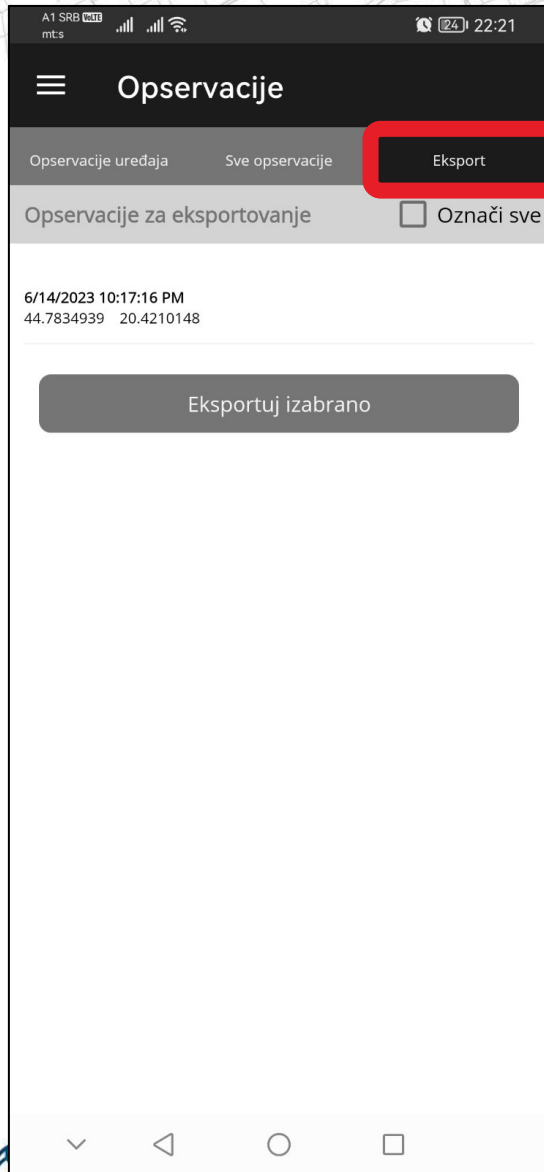 A1 SRB VoLTE
mt:s
24 22:21
Opservacije
Opservacije uređaja Sve opservacije Eksport
Opservacije za eksportovanje Označi sve
6/14/2023 10:17:16 PM
44.7834939 20.4210148
Eksportuj izabrano